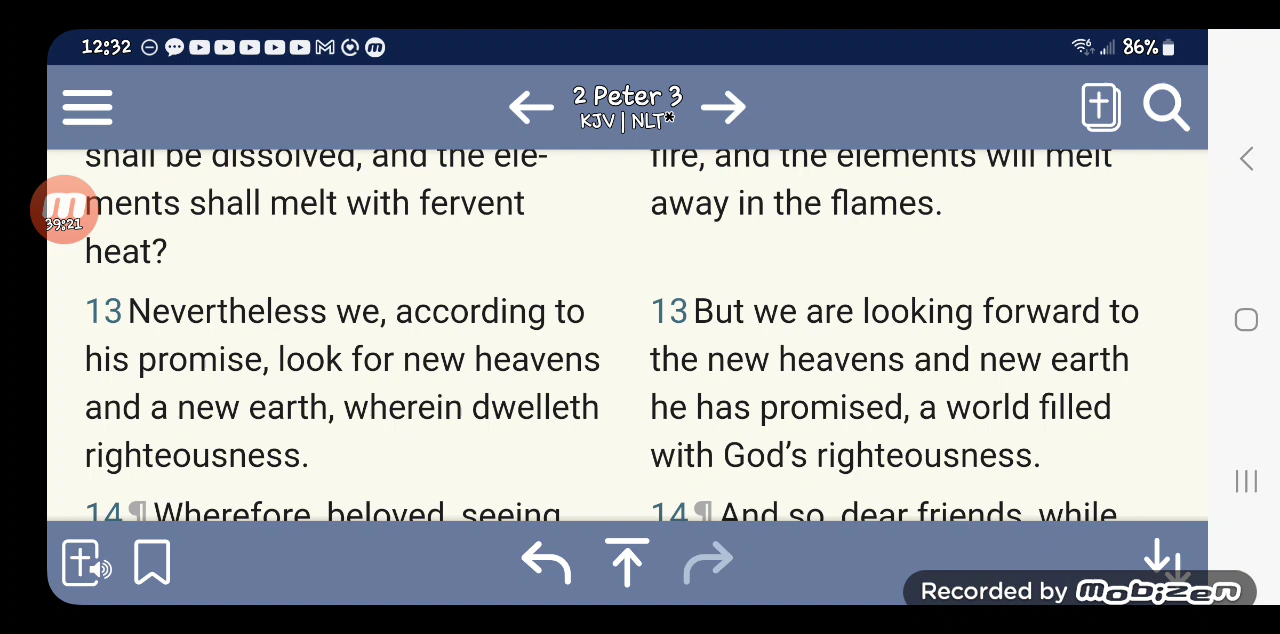 12:32 86%
2 Peter 3
KJV | NLT*
shall be dissolved, and the ele-
ments shall melt with fervent
heat?
13 Nevertheless we, according to
his promise, look for new heavens
and a new earth, wherein dwelleth
righteousness.
14 ¶ Wherefore, beloved, seeing
fire, and the elements will melt
away in the flames.
13 But we are looking forward to
the new heavens and new earth
he has promised, a world filled
with God’s righteousness.
14 ¶ And so, dear friends, while
m
39:21
Recorded by mobizen